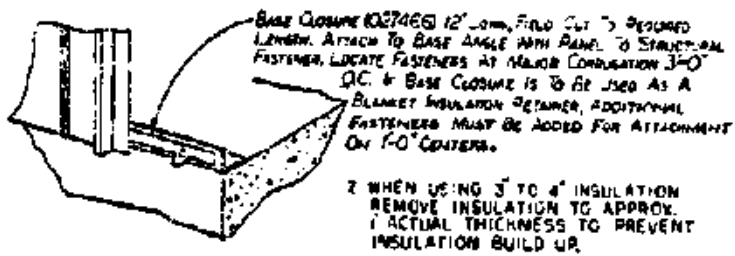 BASE CLOSURE (027466) 12" LONG, FIELD CUT TO REQUIRED
LENGTH. ATTACH TO BASE ANGLE WITH PANEL TO STRUCTURAL
FASTENER, LOCATE FASTENERS AT MAJOR CORRUGATION 3'-0"
O.C. IF BASE CLOSURE IS TO BE USED AS A
BLANKET INSULATION RETAINER, ADDITIONAL
FASTENERS MUST BE ADDED FOR ATTACHMENT
ON 1'-0" CENTERS.
2 WHEN USING 3" TO 4" INSULATION
REMOVE INSULATION TO APPROX.
1" ACTUAL THICKNESS TO PREVENT
INSULATION BUILD UP.